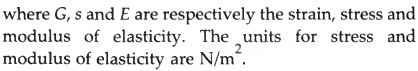 where G, s and E are respectively the strain, stress and
modulus of elasticity. The units for stress and
modulus of elasticity are N/m².